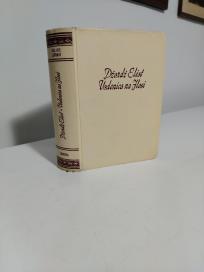 Džordž Eliot
Vodenica na Flosi
Džordž Eliot • Vodenica na Flosi